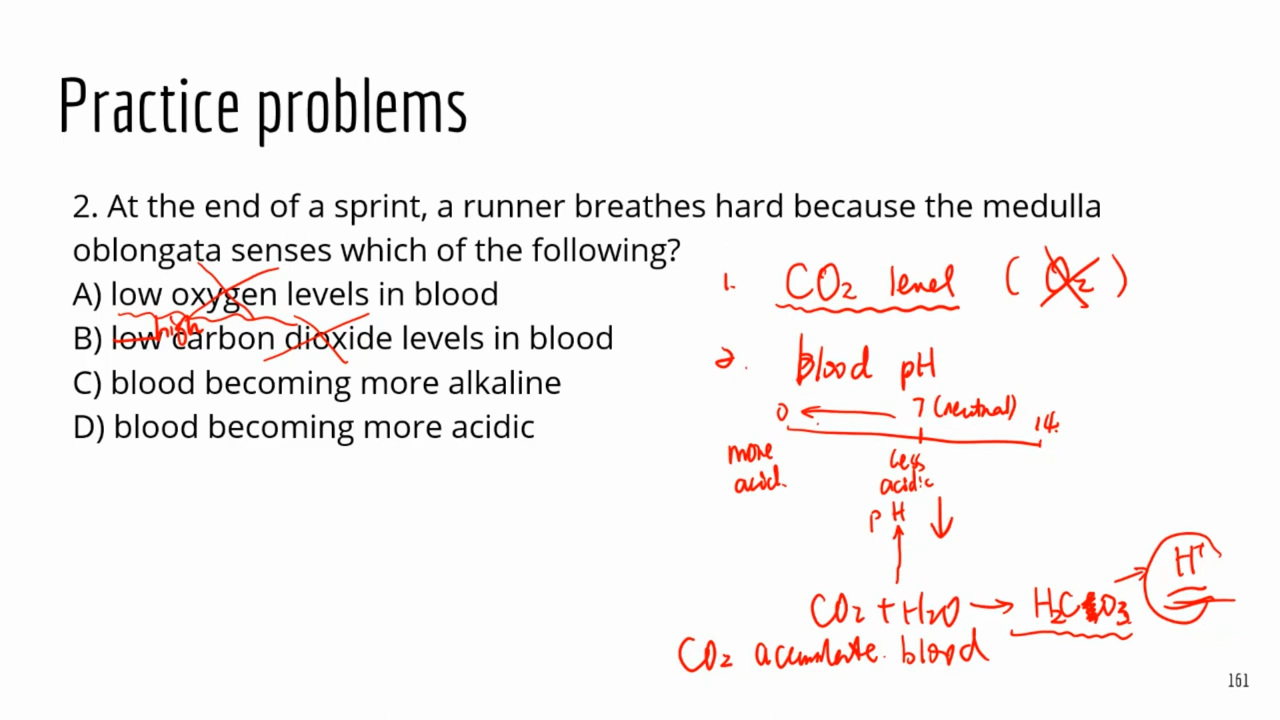 Practice problems
2. At the end of a sprint, a runner breathes hard because the medulla
oblongata senses which of the following?
A) low oxygen levels in blood
B) low high carbon dioxide levels in blood
C) blood becoming more alkaline
D) blood becoming more acidic
1. CO2 level (O2)
2. blood pH
0 7 (neutral) 14
more acid.
less acidic
pH ↓
CO2 + H2O → H2CO3 → H+
CO2 accumulate. blood
161